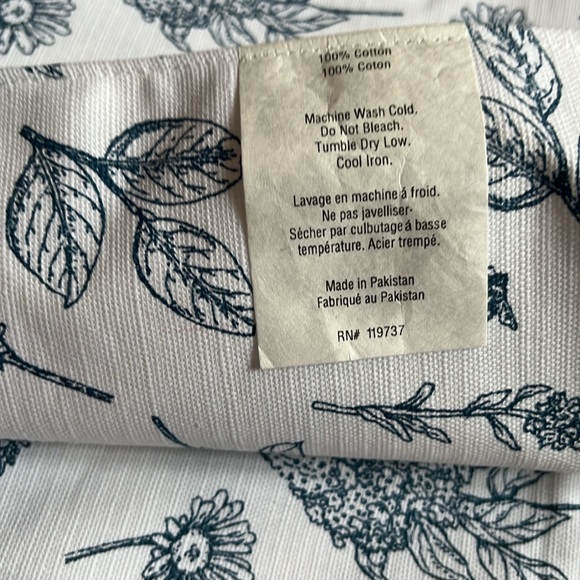 100% Cotton
100% Coton
Machine Wash Cold.
Do Not Bleach.
Tumble Dry Low.
Cool Iron.
Lavage en machine á froid.
Ne pas javelliser.
Sécher par culbutage á basse
température. Acier trempé.
Made in Pakistan
Fabriqué au Pakistan
RN# 119737